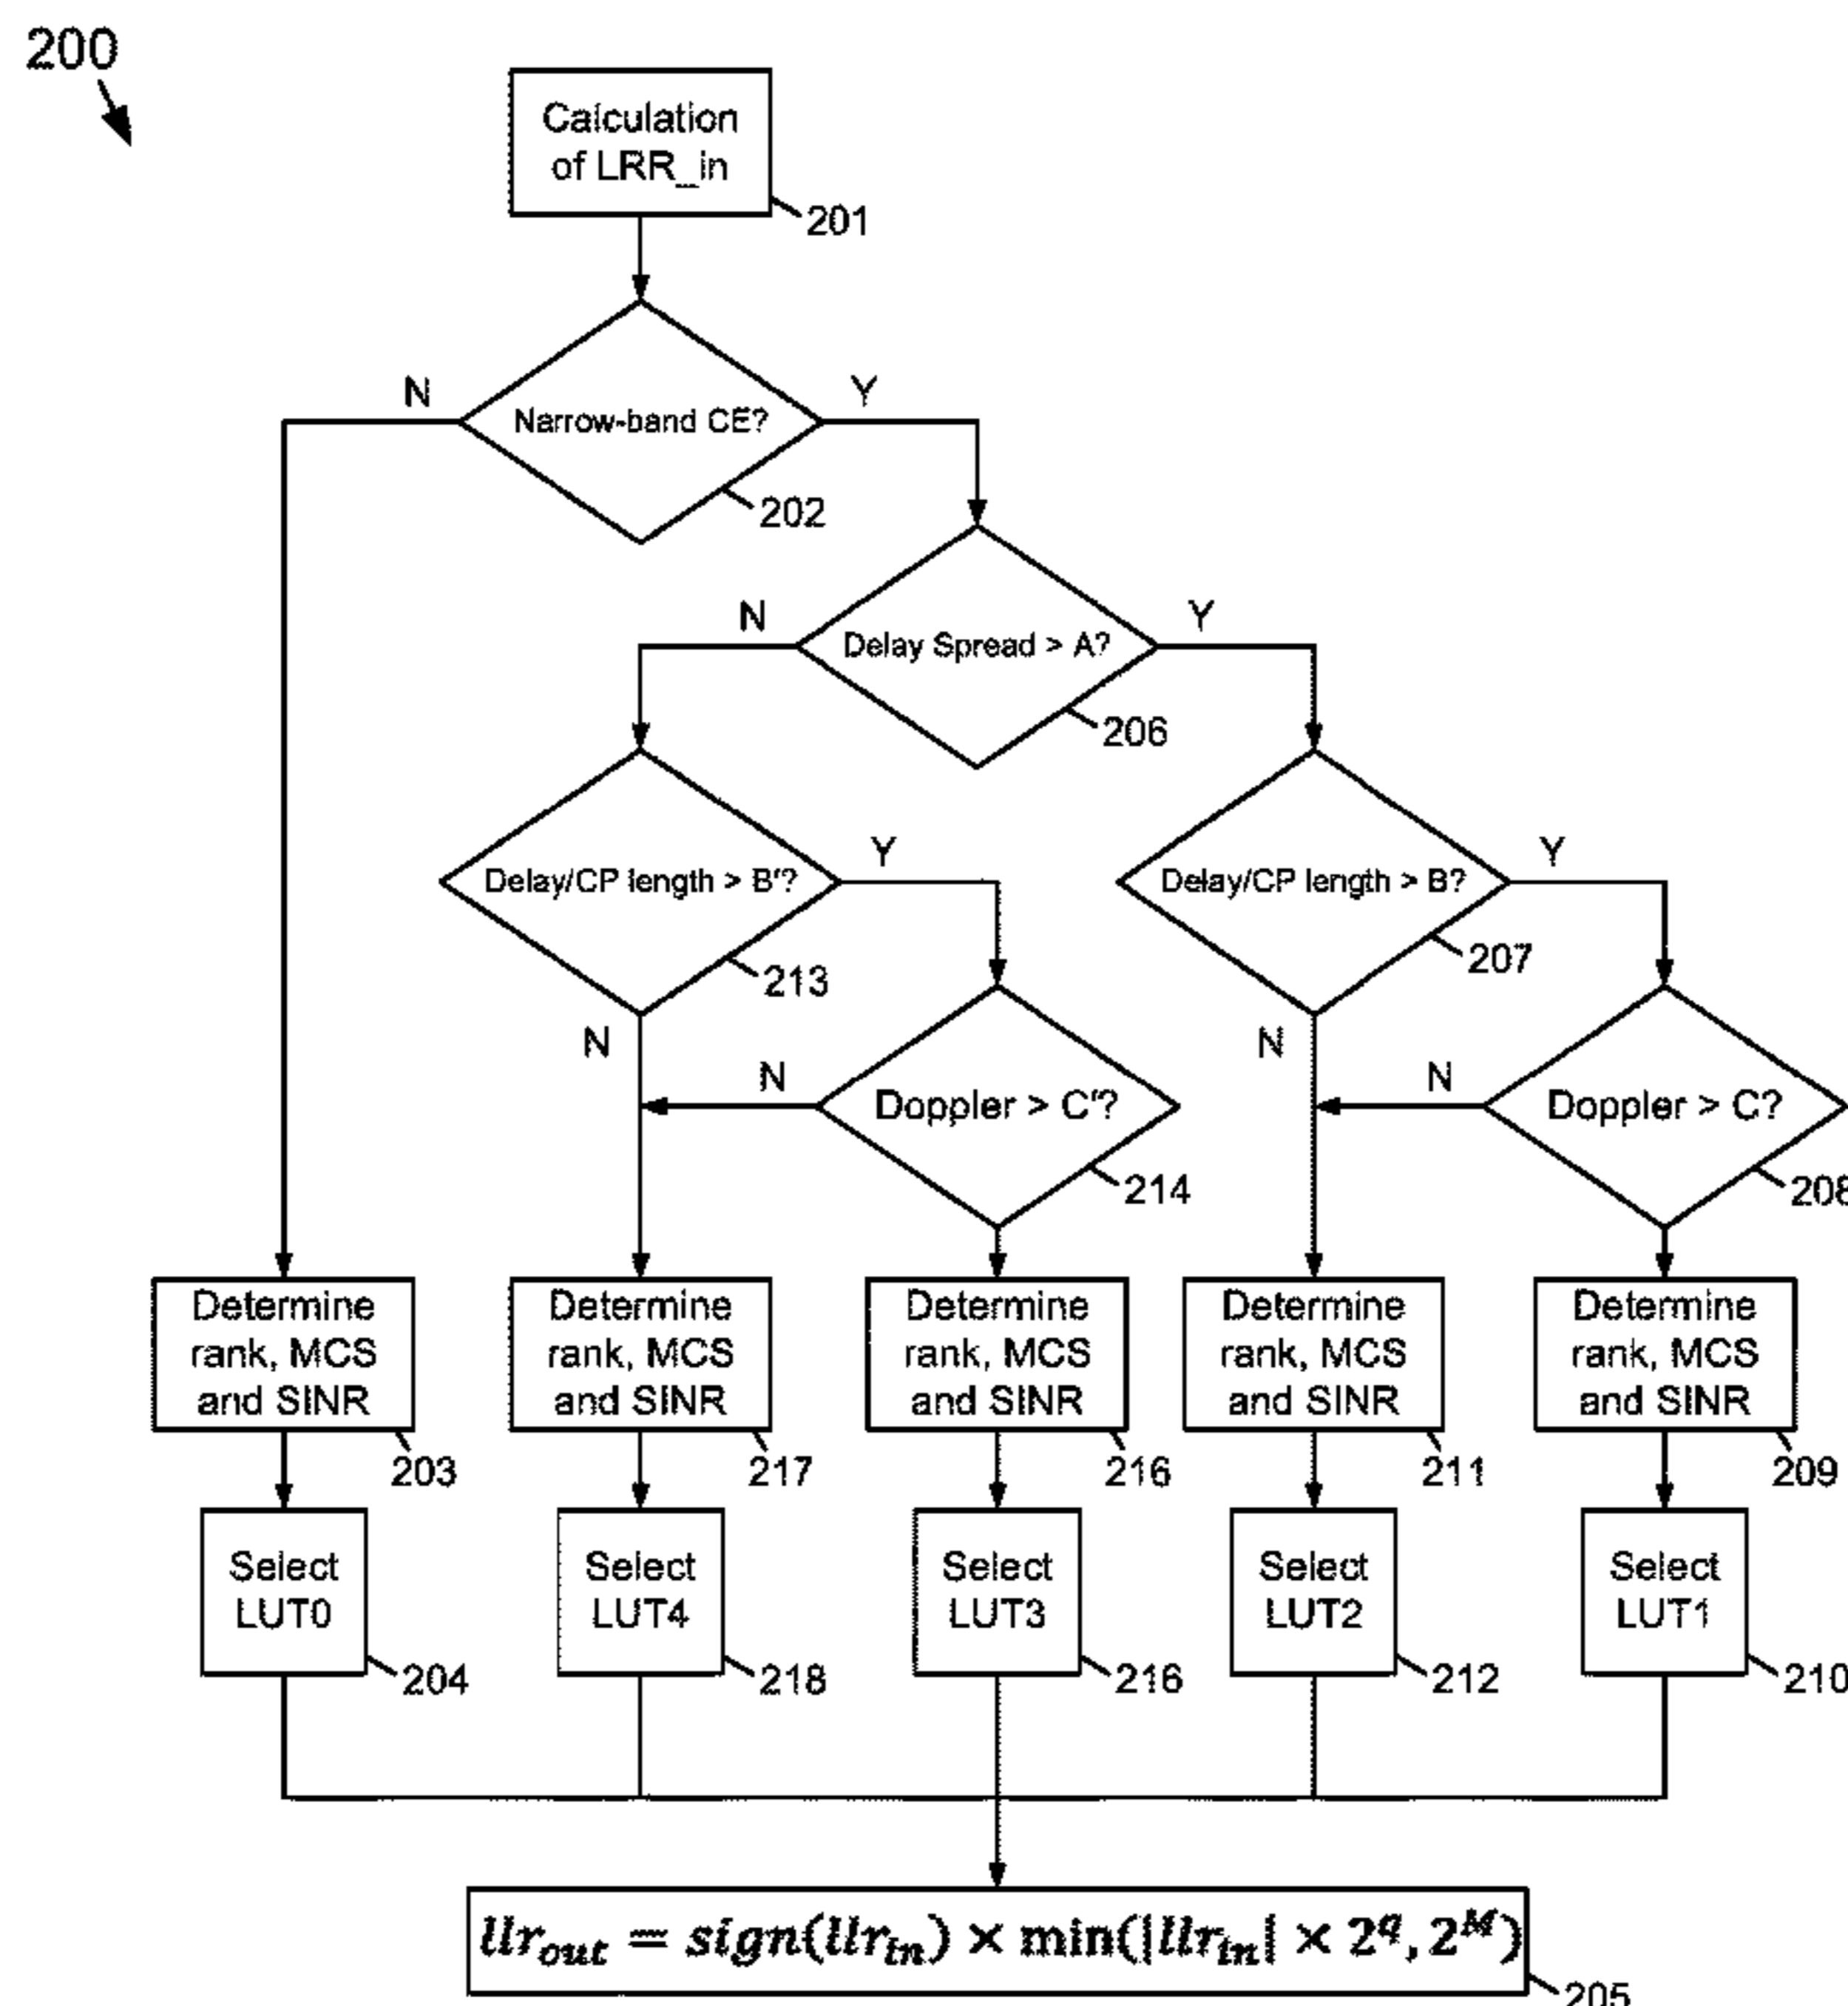 200
Calculation
of LRR_in
201
N
Y
Narrow-band CE?
202
N
Y
Delay Spread > A?
206
Y
Y
Delay/CP length > B'?
Delay/CP length > B?
213
207
N
N
N
N
Doppler > C'?
Doppler > C?
214
208
Determine
rank, MCS
and SINR
203
Determine
rank, MCS
and SINR
217
Determine
rank, MCS
and SINR
216
Determine
rank, MCS
and SINR
211
Determine
rank, MCS
and SINR
209
Select
LUT0
204
Select
LUT4
218
Select
LUT3
216
Select
LUT2
212
Select
LUT1
210
llr_out = sign(llr_in) × min(|llr_in| × 2^q, 2^M)
205